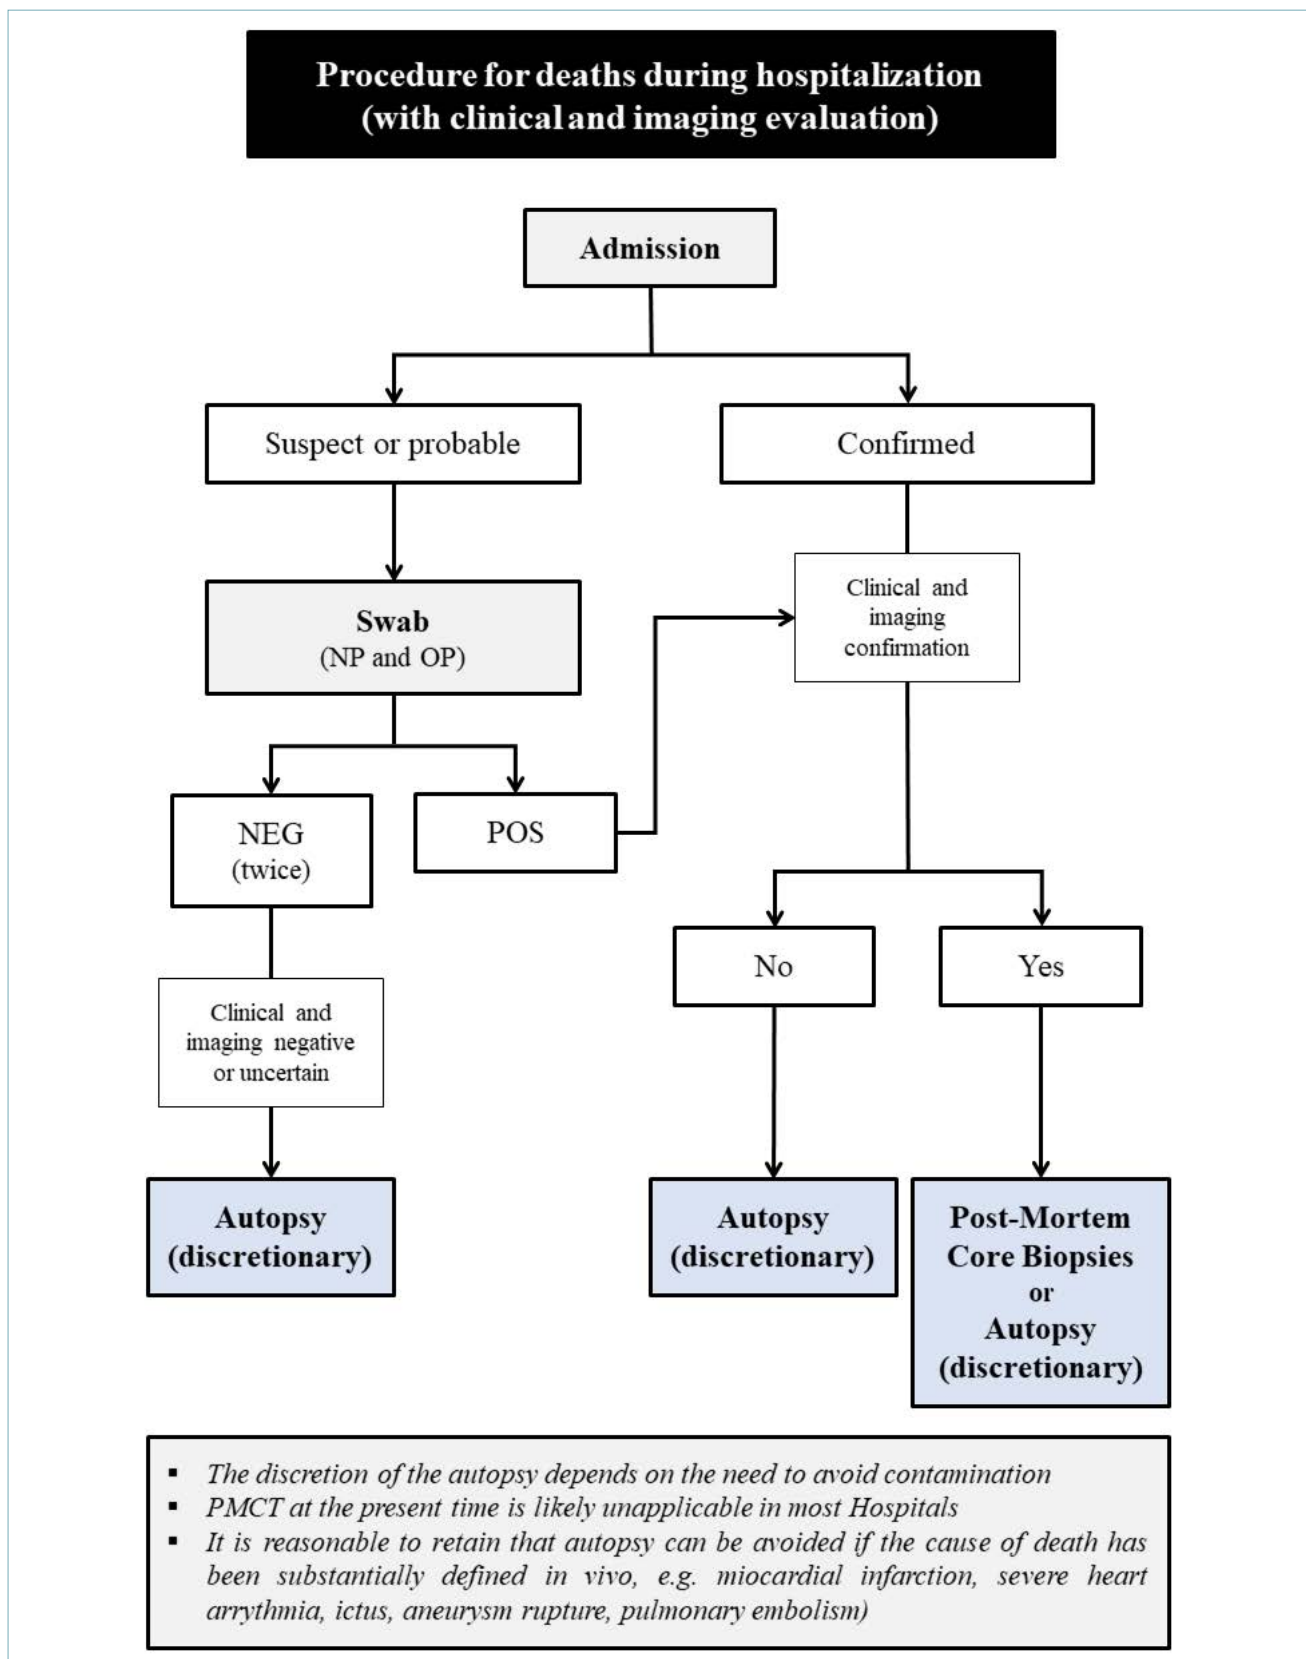 Procedure for deaths during hospitalization
(with clinical and imaging evaluation)
Admission
Suspect or probable
Confirmed
Swab
(NP and OP)
Clinical and
imaging
confirmation
NEG
(twice)
POS
No
Yes
Clinical and
imaging negative
or uncertain
Autopsy
(discretionary)
Autopsy
(discretionary)
Post-Mortem
Core Biopsies
or
Autopsy
(discretionary)
▪ The discretion of the autopsy depends on the need to avoid contamination
▪ PMCT at the present time is likely unapplicable in most Hospitals
▪ It is reasonable to retain that autopsy can be avoided if the cause of death has
been substantially defined in vivo, e.g. miocardial infarction, severe heart
arrythmia, ictus, aneurysm rupture, pulmonary embolism)